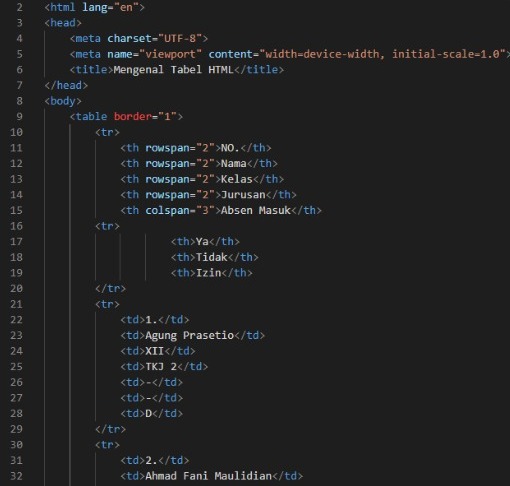 2 <html lang="en">
3 <head>
4 <meta charset="UTF-8">
5 <meta name="viewport" content="width=device-width, initial-scale=1.0">
6 <title>Mengenal Tabel HTML</title>
7 </head>
8 <body>
9 <table border="1">
10 <tr>
11 <th rowspan="2">NO.</th>
12 <th rowspan="2">Nama</th>
13 <th rowspan="2">Kelas</th>
14 <th rowspan="2">Jurusan</th>
15 <th colspan="3">Absen Masuk</th>
16 <tr>
17 <th>Ya</th>
18 <th>Tidak</th>
19 <th>Izin</th>
20 </tr>
21 <tr>
22 <td>1.</td>
23 <td>Agung Prasetio</td>
24 <td>XII</td>
25 <td>TKJ 2</td>
26 <td>-</td>
27 <td>-</td>
28 <td>D</td>
29 </tr>
30 <tr>
31 <td>2.</td>
32 <td>Ahmad Fani Maulidian</td>